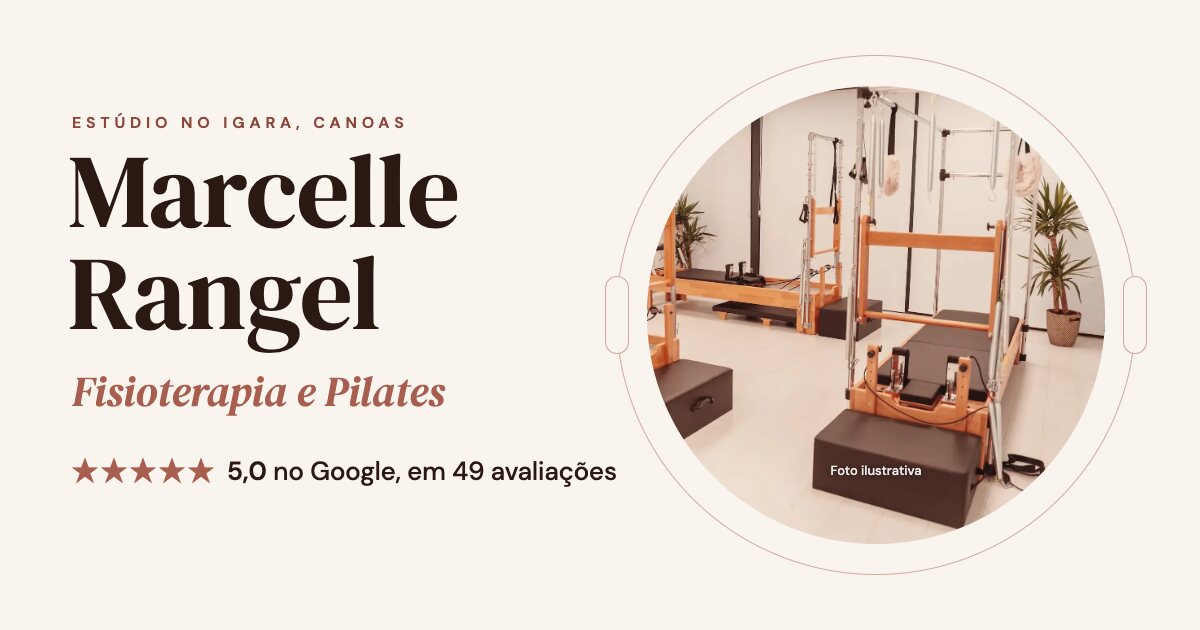 ESTÚDIO NO IGARA, CANOAS
Marcelle
Rangel
Fisioterapia e Pilates
★★★★★ 5,0 no Google, em 49 avaliações
Foto ilustrativa